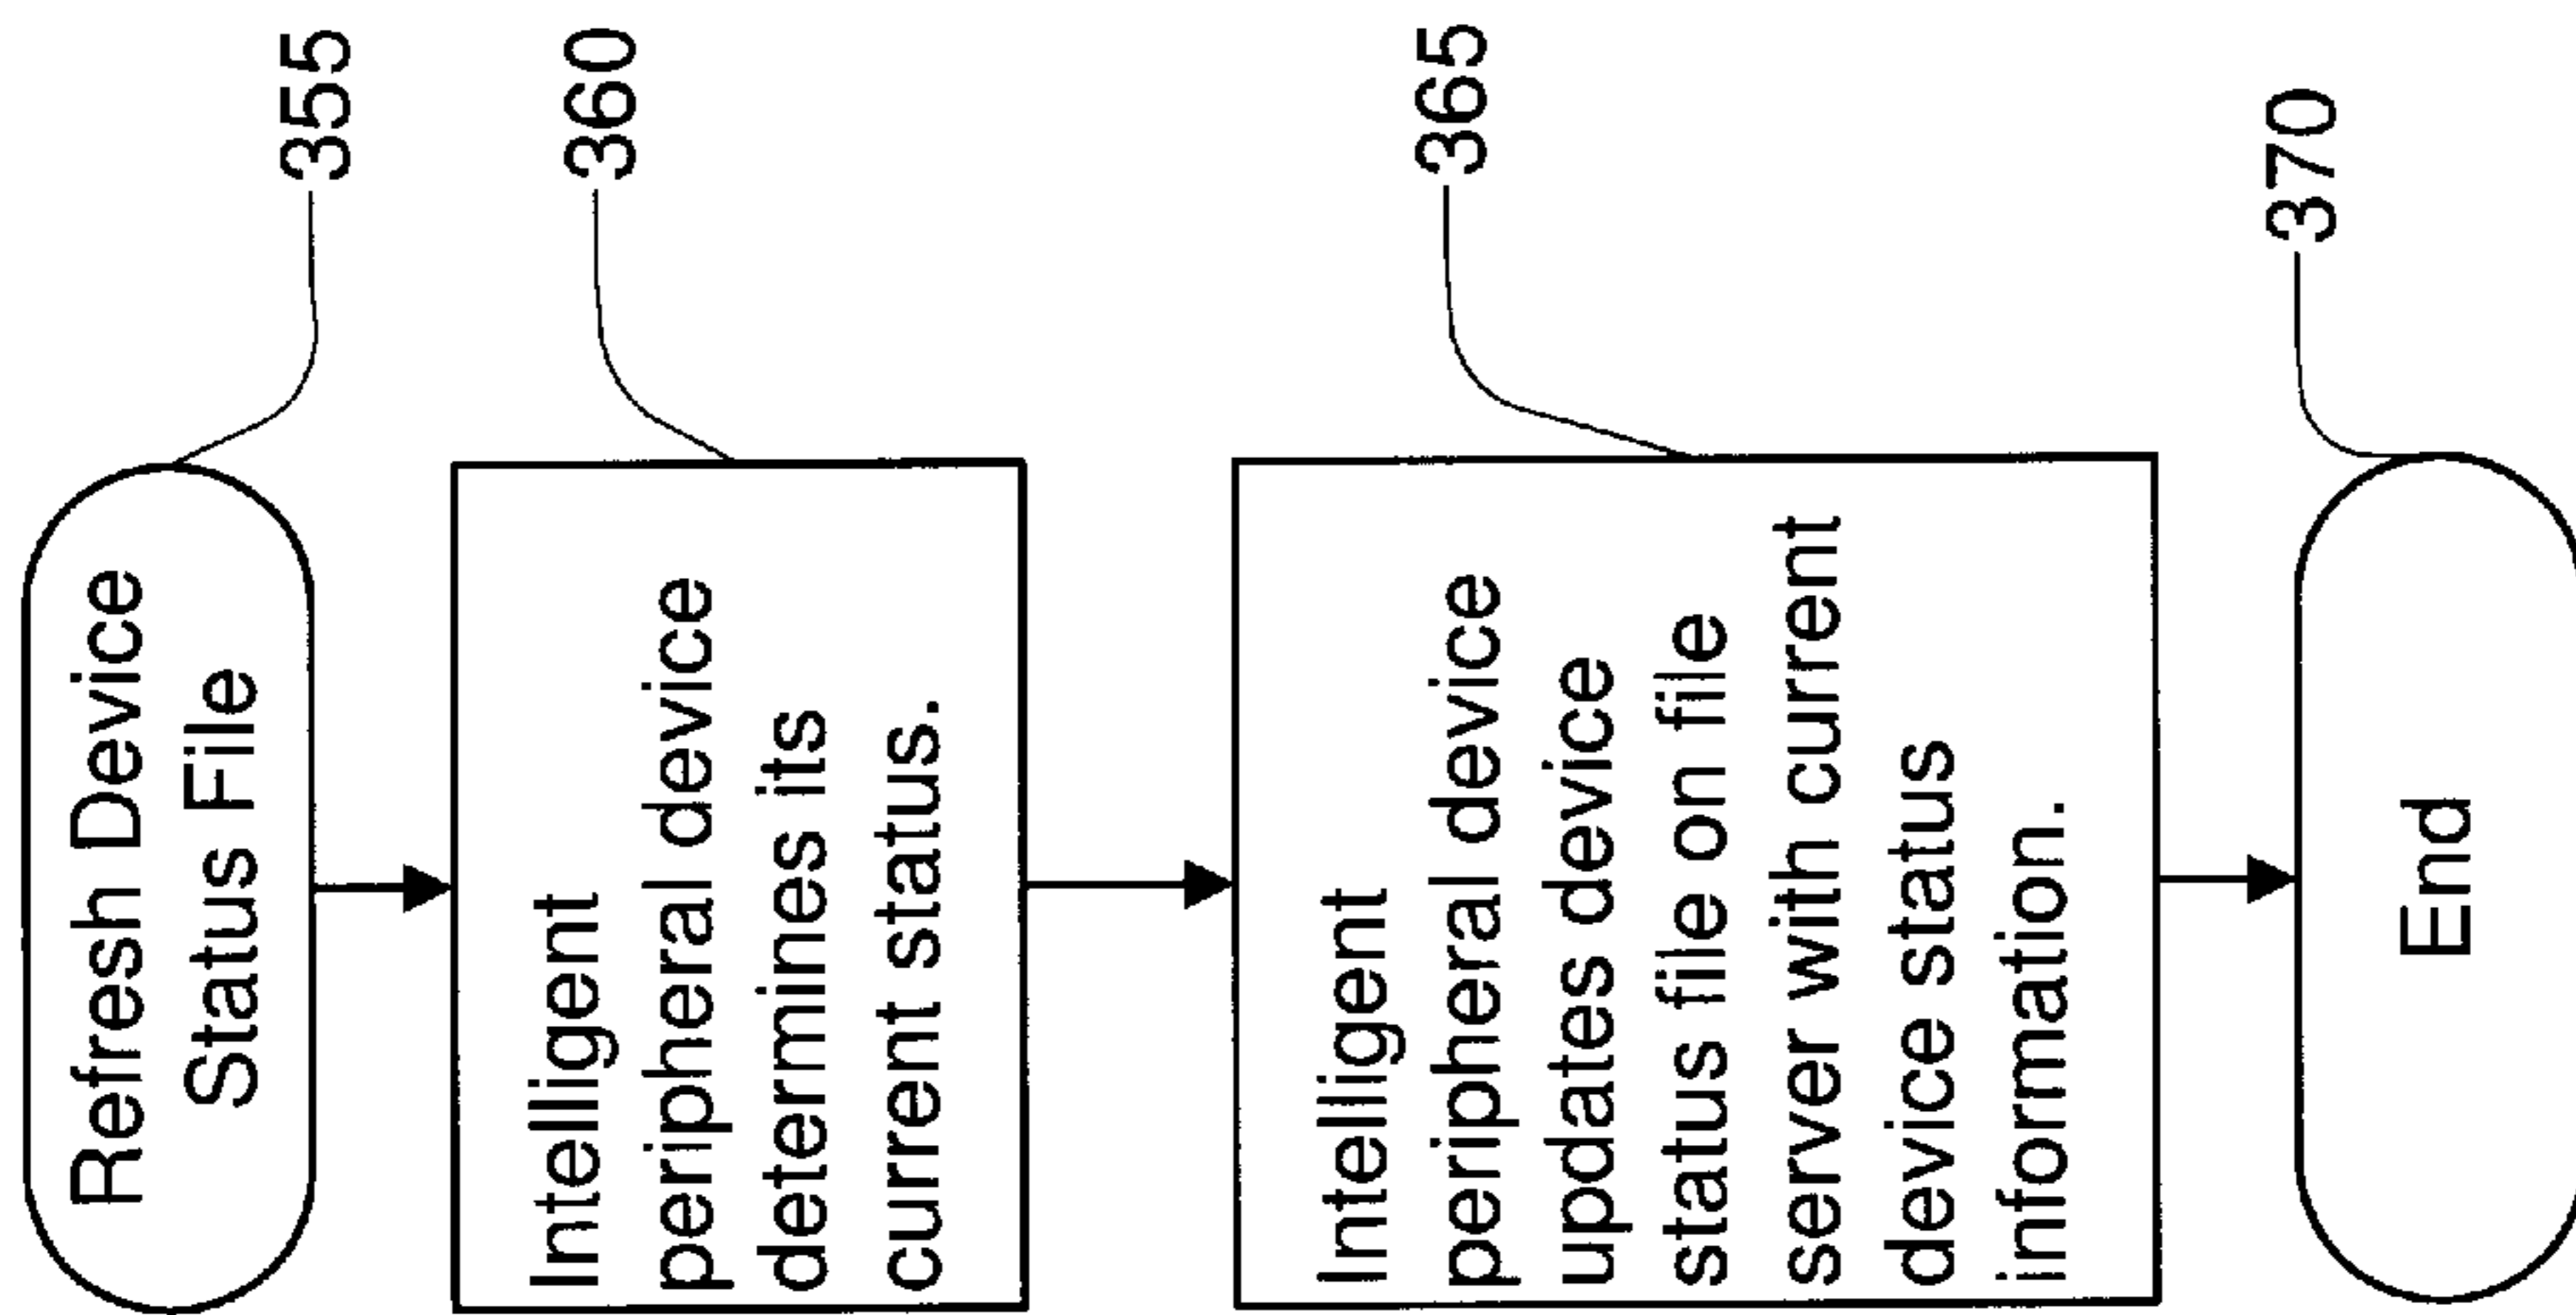 Refresh Device
Status File
355
Intelligent
peripheral device
determines its
current status.
360
Intelligent
peripheral device
updates device
status file on file
server with current
device status
information.
365
End
370